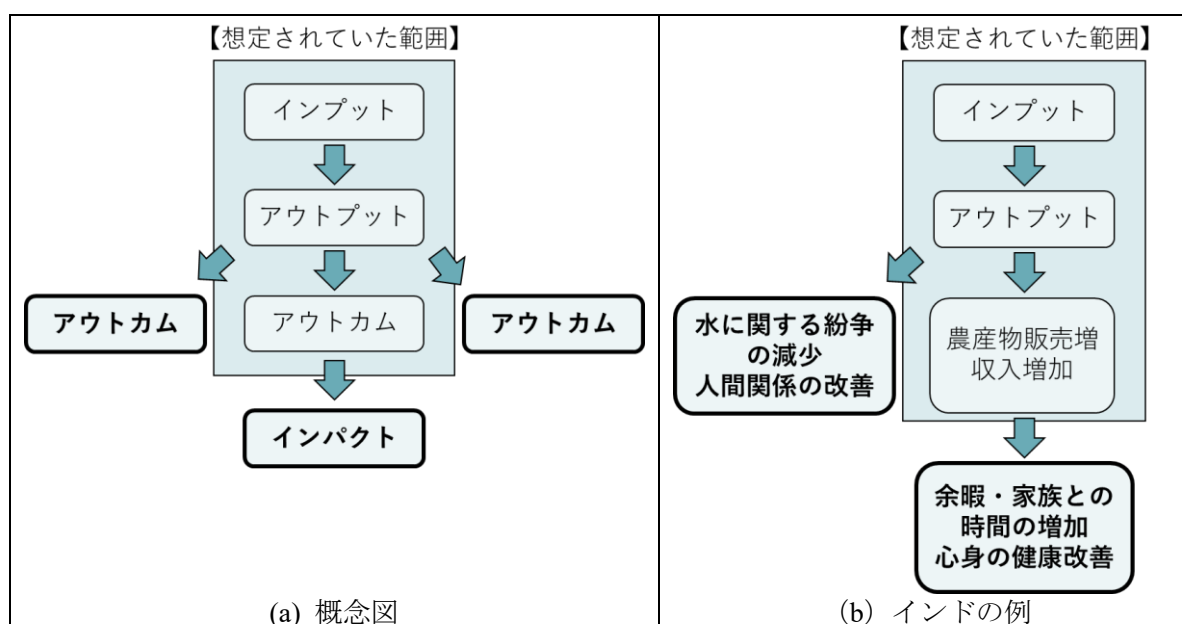 【想定されていた範囲】
インプット
アウトプット
アウトカム
アウトカム
アウトカム
インパクト
(a) 概念図
【想定されていた範囲】
インプット
アウトプット
水に関する紛争
の減少
人間関係の改善
農産物販売増
収入増加
余暇・家族との
時間の増加
心身の健康改善
（b）インドの例